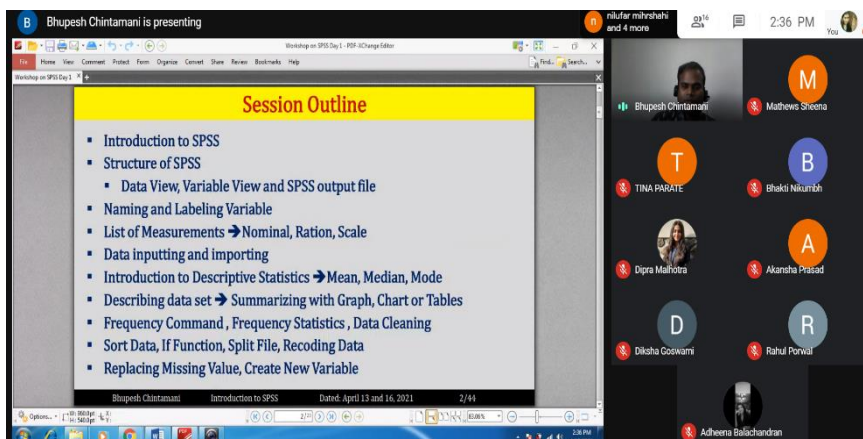 B Bhupesh Chintamani is presenting
n nilufar mihrshahi
and 4 more
16
2:36 PM
You
Workshop on SPSS Day 1 - PDF-XChange Editor
File Home View Comment Protect Form Organize Convert Share Review Bookmarks Help
Find... Search...
Workshop on SPSS Day 1
Session Outline
Introduction to SPSS
Structure of SPSS
Data View, Variable View and SPSS output file
Naming and Labeling Variable
List of Measurements ➔Nominal, Ration, Scale
Data inputting and importing
Introduction to Descriptive Statistics ➔Mean, Median, Mode
Describing data set ➔ Summarizing with Graph, Chart or Tables
Frequency Command , Frequency Statistics , Data Cleaning
Sort Data, If Function, Split File, Recoding Data
Replacing Missing Value, Create New Variable
Bhupesh Chintamani Introduction to SPSS Dated: April 13 and 16, 2021 2/44
Options...
2:36 PM
Bhupesh Chintamani
M
Mathews Sheena
T
TINA PARATE
B
Bhakti Nikumbh
Dipra Malhotra
A
Akansha Prasad
D
Diksha Goswami
R
Rahul Porwal
Adheena Balachandran